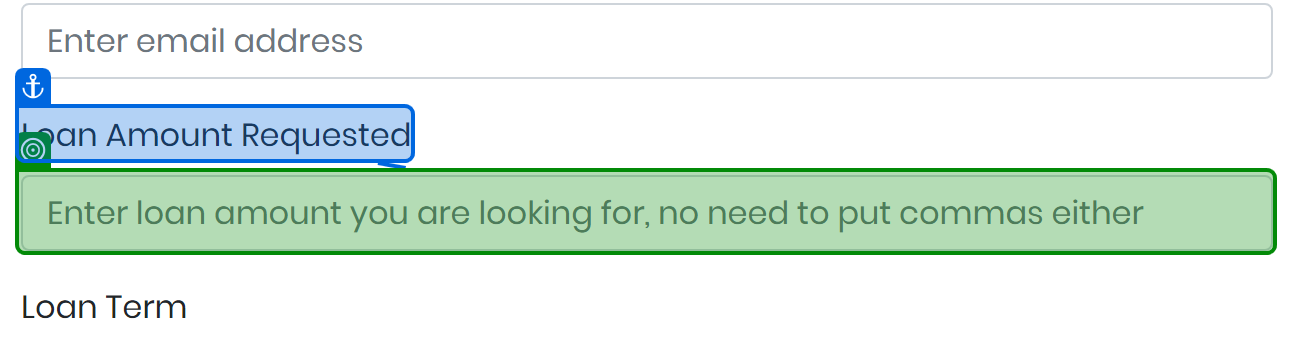 Enter email address
Loan Amount Requested
Enter loan amount you are looking for, no need to put commas either
Loan Term